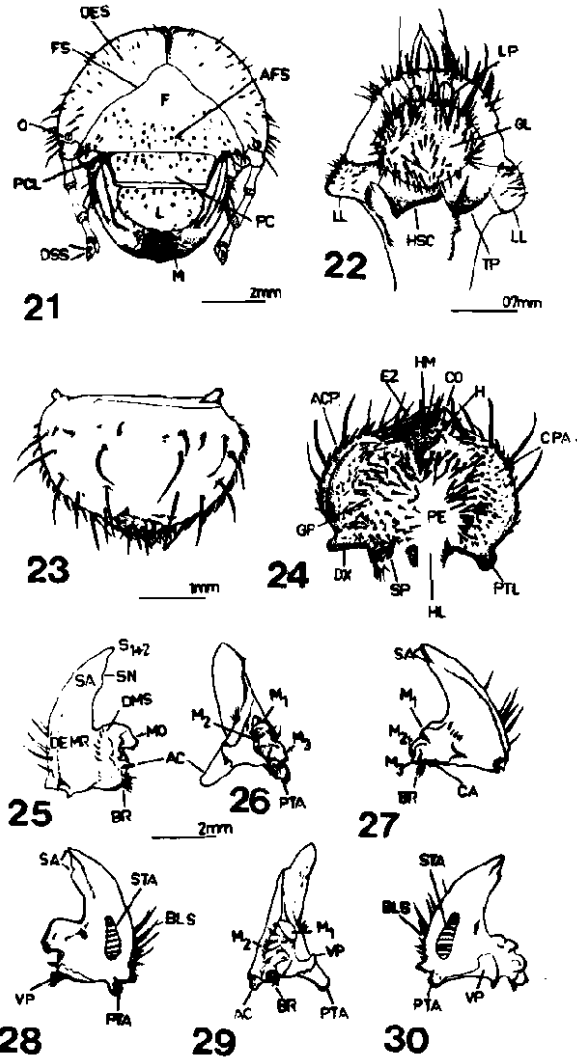 DES
FS
F
AFS
O
PCL
L
PC
DSS
M
21
2mm
LP
GL
LL
HSC
TP
LL
22
07mm
23
1mm
HM
EZ
CO
H
ACP
CPA
GP
PE
DX
SP
HL
PTL
24
S1+2
SA
SN
DMS
MO
DE
MR
AC
BR
25
2mm
M1
M2
M3
PTA
26
SA
M1
M2
M3
BR
CA
27
SA
STA
BLS
VP
PTA
28
M2
M1
VP
AC
BR
PTA
29
STA
BLS
PTA
VP
30